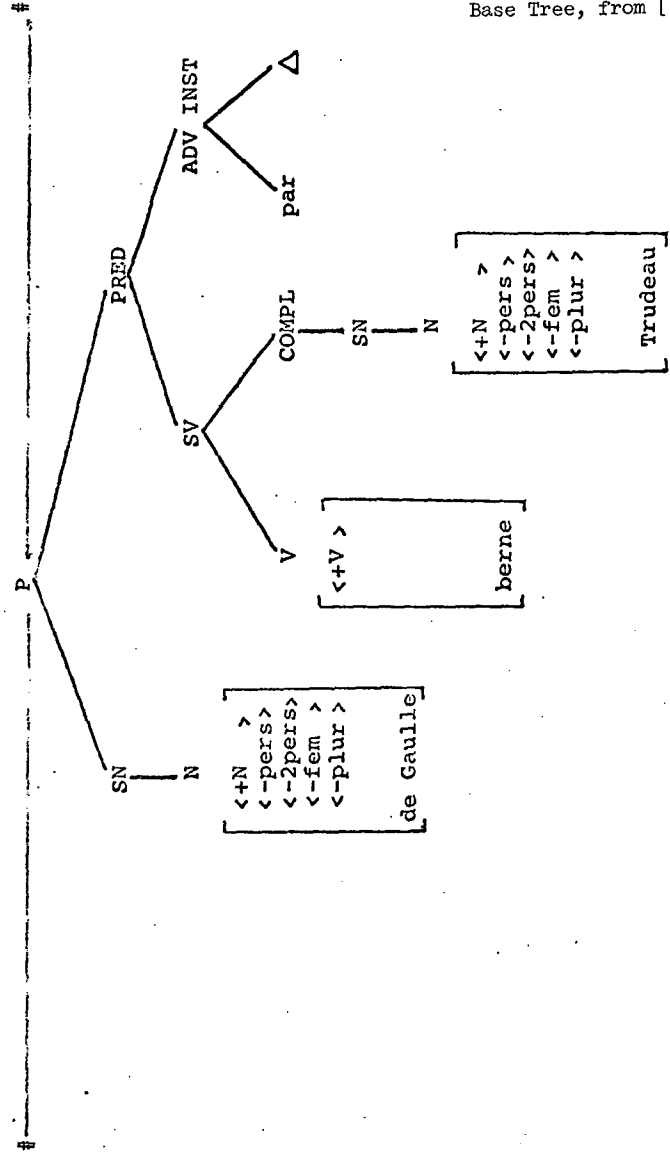 Base Tree, from [
# P #
SN PRED
N SV ADV INST
V COMPL par Δ
SN
N
<+N >
<-pers>
<-2pers>
<-fem >
<-plur >
de Gaulle
<+V >
berne
<+N >
<-pers >
<-2pers>
<-fem >
<-plur >
Trudeau